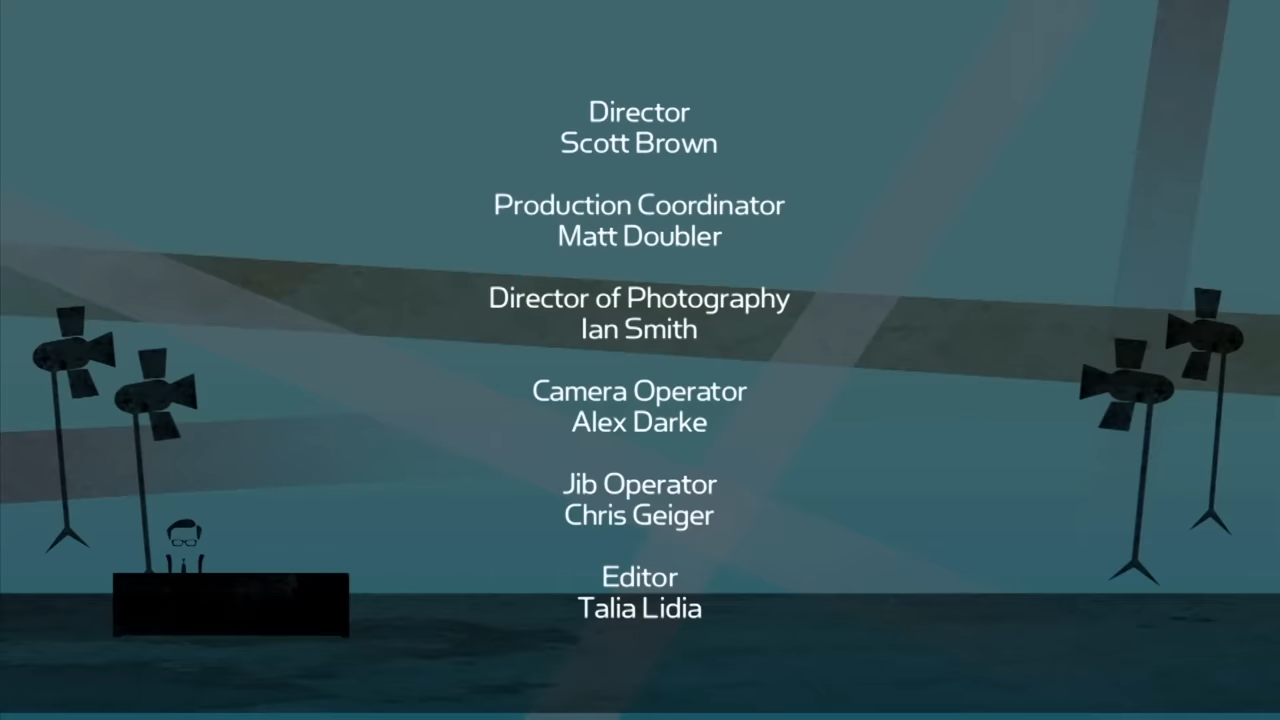 Director
Scott Brown
Production Coordinator
Matt Doubler
Director of Photography
Ian Smith
Camera Operator
Alex Darke
Jib Operator
Chris Geiger
Editor
Talia Lidia